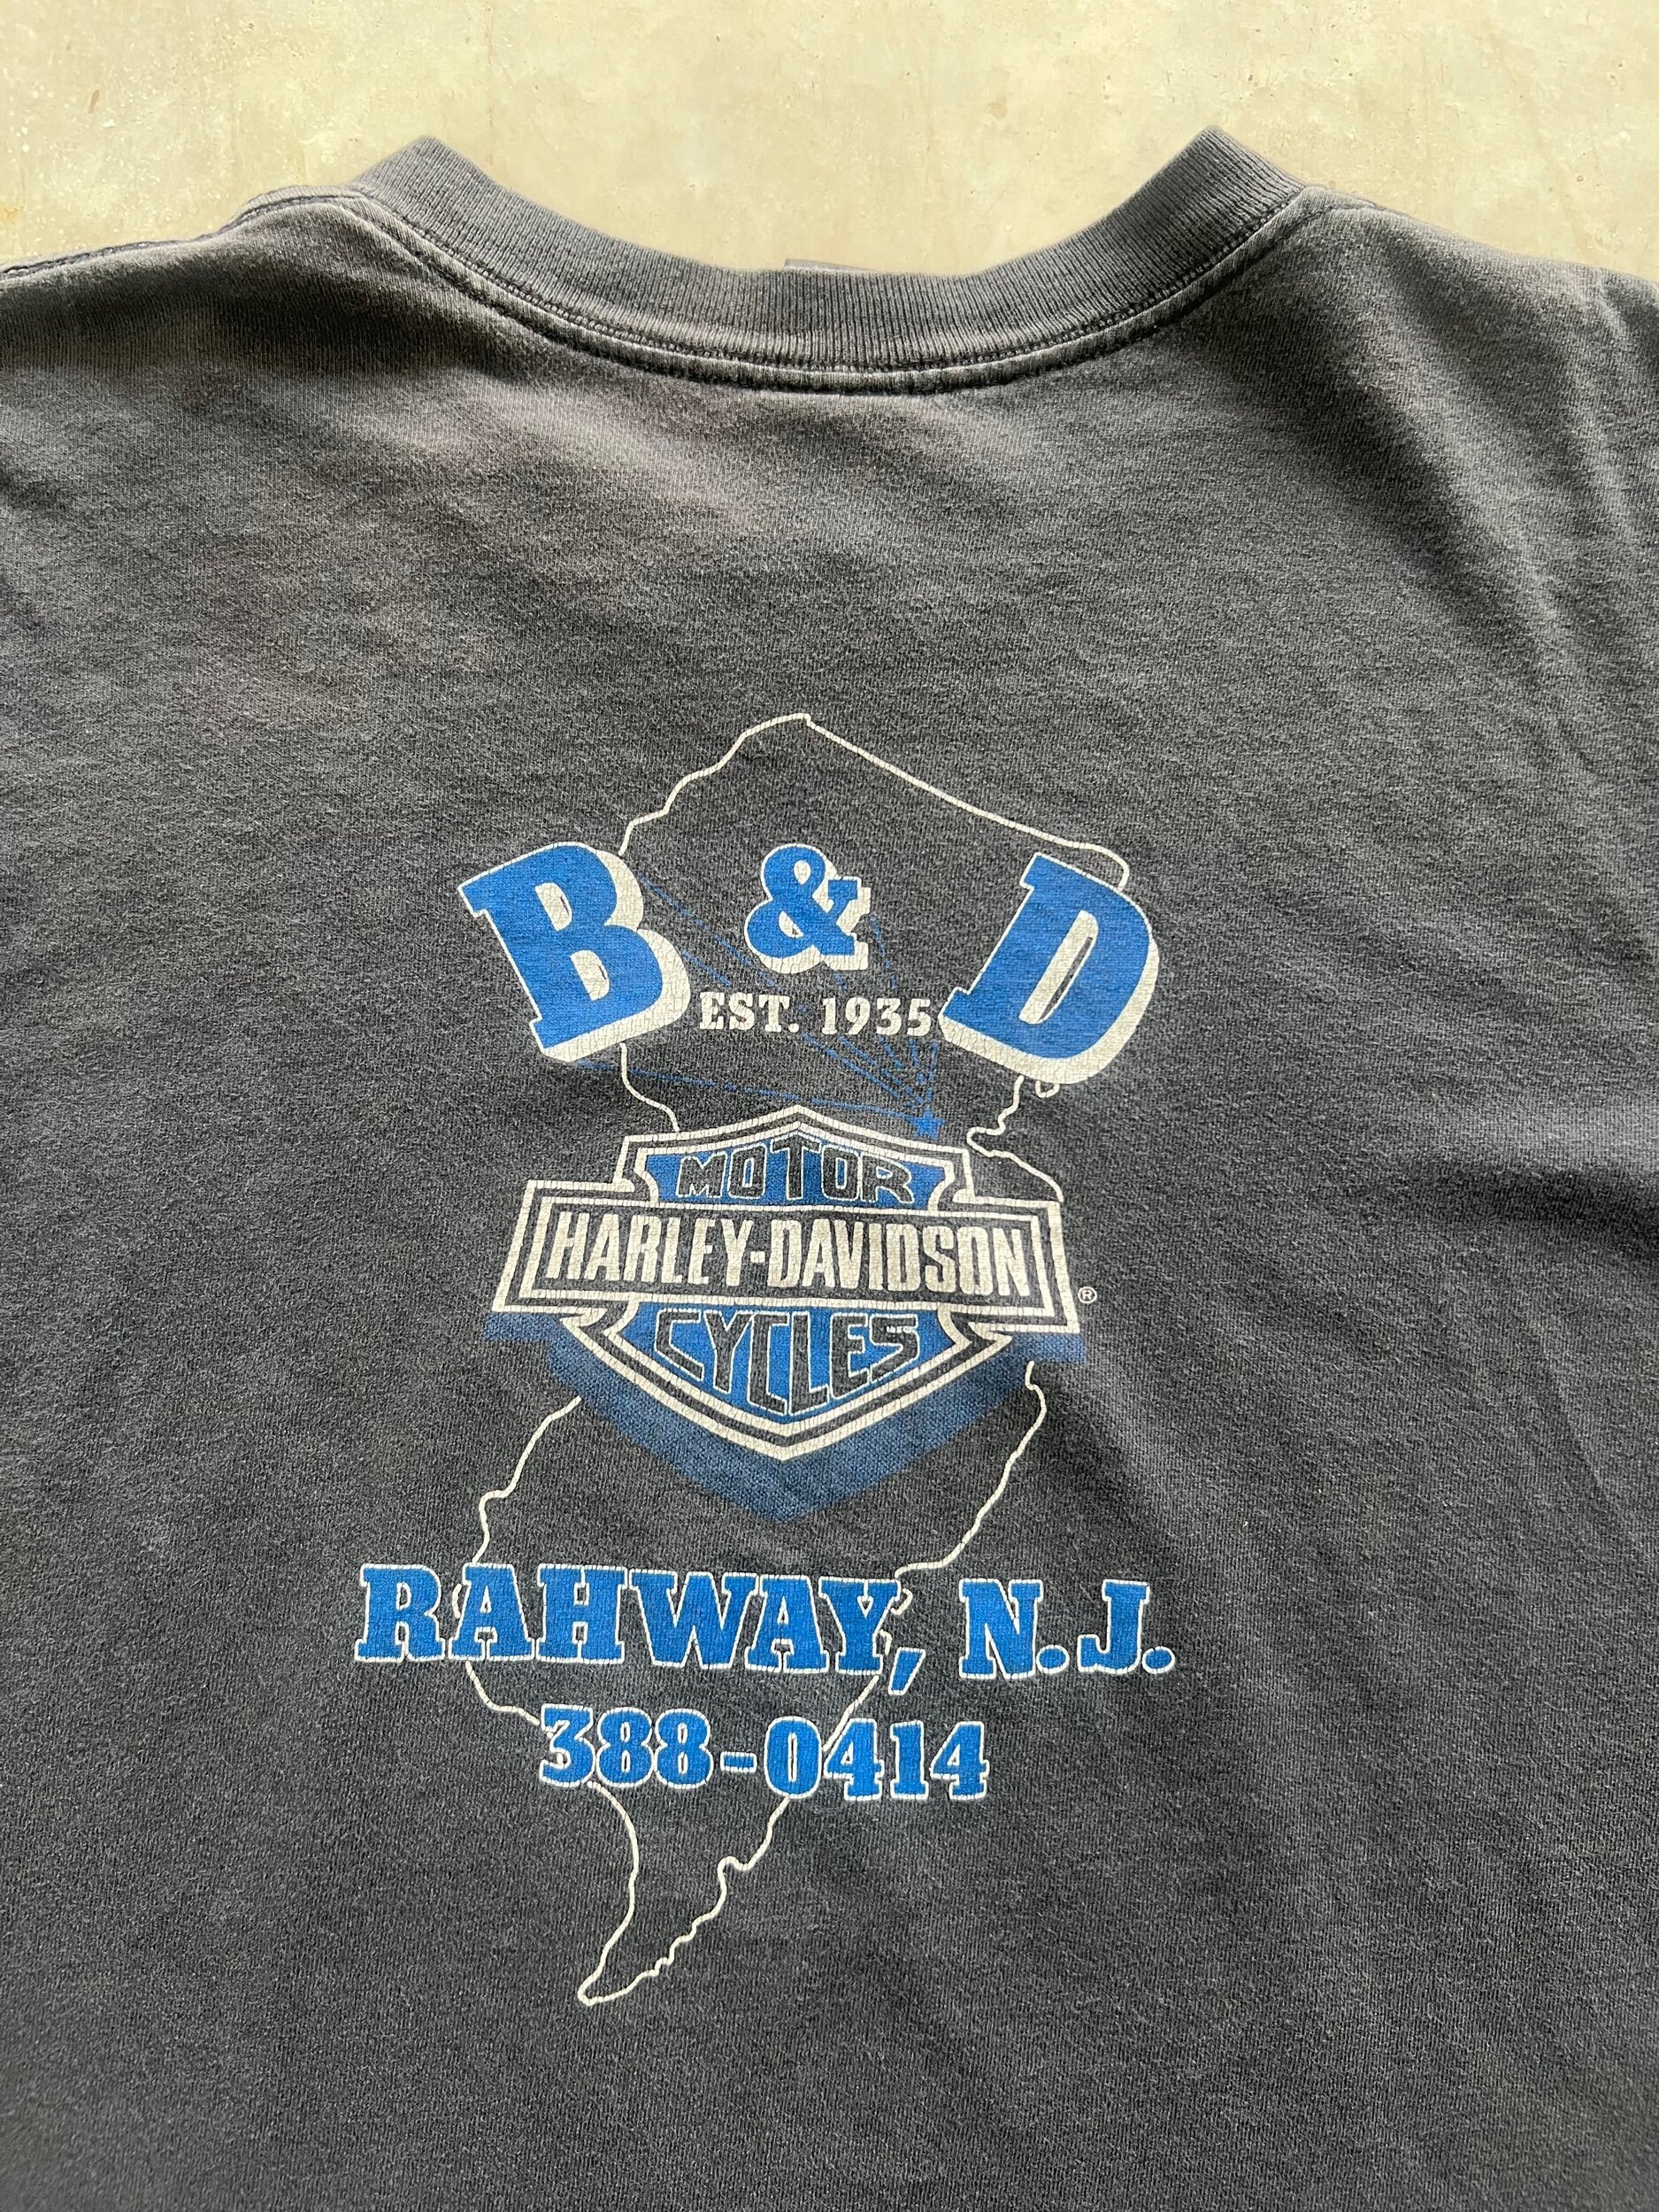 B & D
EST. 1935
MOTOR
HARLEY-DAVIDSON
®
CYCLES
RAHWAY, N.J.
388-0414